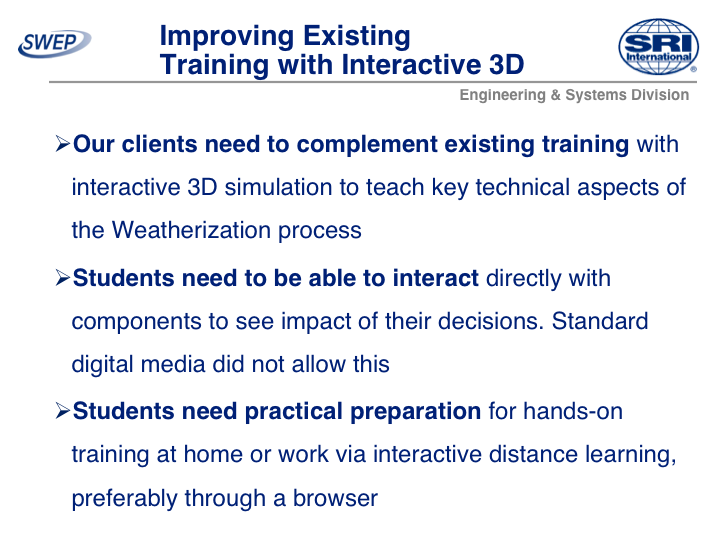 SWEP
Improving Existing
Training with Interactive 3D
SRI
International®
Engineering & Systems Division
➢Our clients need to complement existing training with
interactive 3D simulation to teach key technical aspects of
the Weatherization process
➢Students need to be able to interact directly with
components to see impact of their decisions. Standard
digital media did not allow this
➢Students need practical preparation for hands-on
training at home or work via interactive distance learning,
preferably through a browser